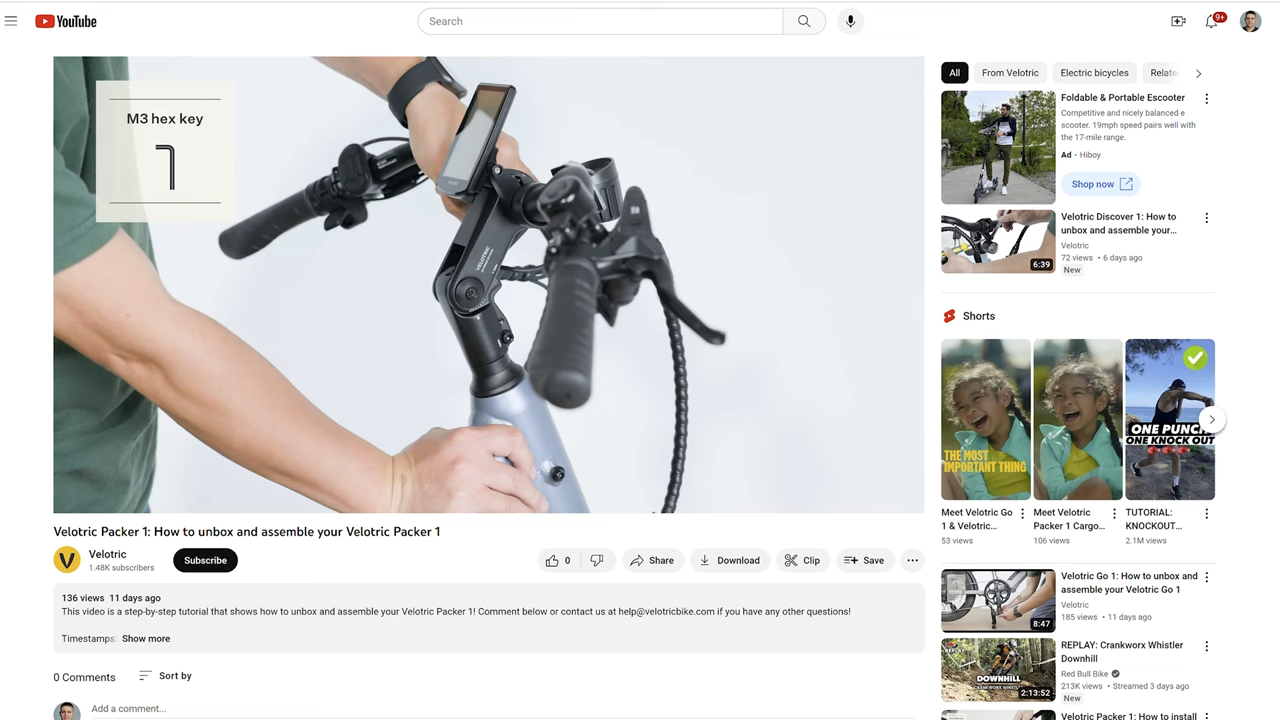 YouTube
Search
9+
M3 hex key
VELOTRIC
Velotric Packer 1: How to unbox and assemble your Velotric Packer 1
V
Velotric
1.48K subscribers
Subscribe
0
Share
Download
Clip
Save
136 views 11 days ago
This video is a step-by-step tutorial that shows how to unbox and assemble your Velotric Packer 1! Comment below or contact us at help@velotricbike.com if you have any other questions!
Timestamps: Show more
0 Comments
Sort by
Add a comment...
All
From Velotric
Electric bicycles
Relate
Foldable & Portable Escooter
Competitive and nicely balanced e
scooter. 19mph speed pairs well with
the 17-mile range.
Ad · Hiboy
Shop now
Velotric Discover 1: How to
unbox and assemble your...
Velotric
72 views • 6 days ago
New
6:39
Shorts
THE MOST
IMPORTANT THING
ONE PUNCH
ONE KNOCK OUT
Meet Velotric Go
1 & Velotric...
53 views
Meet Velotric
Packer 1 Cargo...
106 views
TUTORIAL:
KNOCKOUT...
2.1M views
Velotric Go 1: How to unbox and
assemble your Velotric Go 1
Velotric
185 views • 11 days ago
8:47
REPLAY: Crankworx Whistler
Downhill
Red Bull Bike
213K views • Streamed 3 days ago
New
REPLAY
DOWNHILL
CRANKWORX WHISTLER
2:13:52
Velotric Packer 1: How to install